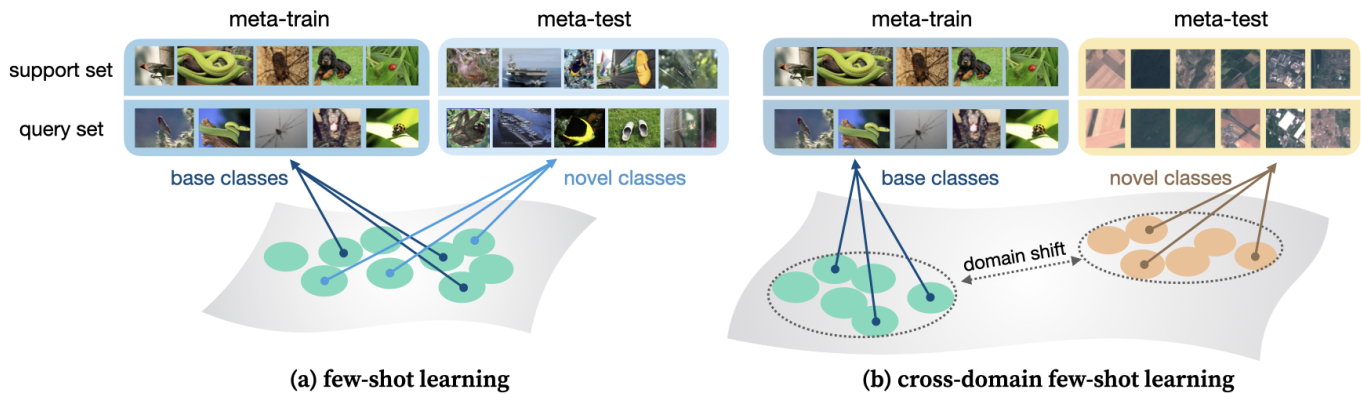 meta-train
meta-test
support set
query set
base classes
novel classes
(a) few-shot learning
meta-train
meta-test
base classes
novel classes
domain shift
(b) cross-domain few-shot learning